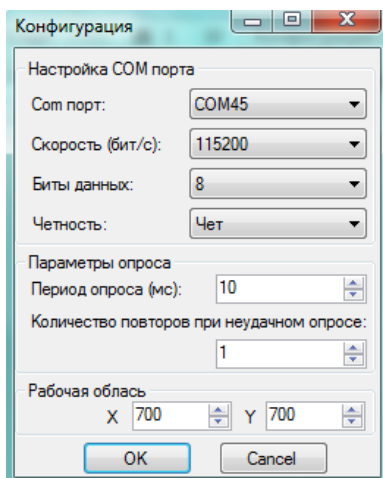 Конфигурация
Настройка COM порта
Com порт: COM45
Скорость (бит/с): 115200
Биты данных: 8
Четность: Чет
Параметры опроса
Период опроса (мс): 10
Количество повторов при неудачном опросе:
1
Рабочая облась
X 700 Y 700
OK Cancel